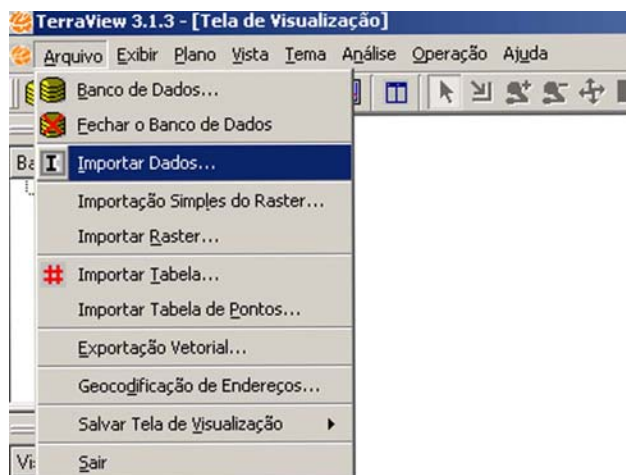 TerraView 3.1.3 - [Tela de Visualização]
Arquivo Exibir Plano Vista Tema Análise Operação Ajuda
Banco de Dados...
Fechar o Banco de Dados
Ba
Importar Dados...
Importação Simples do Raster...
Importar Raster...
Importar Tabela...
Importar Tabela de Pontos...
Exportação Vetorial...
Geocodificação de Endereços...
Salvar Tela de Visualização
Vi
Sair